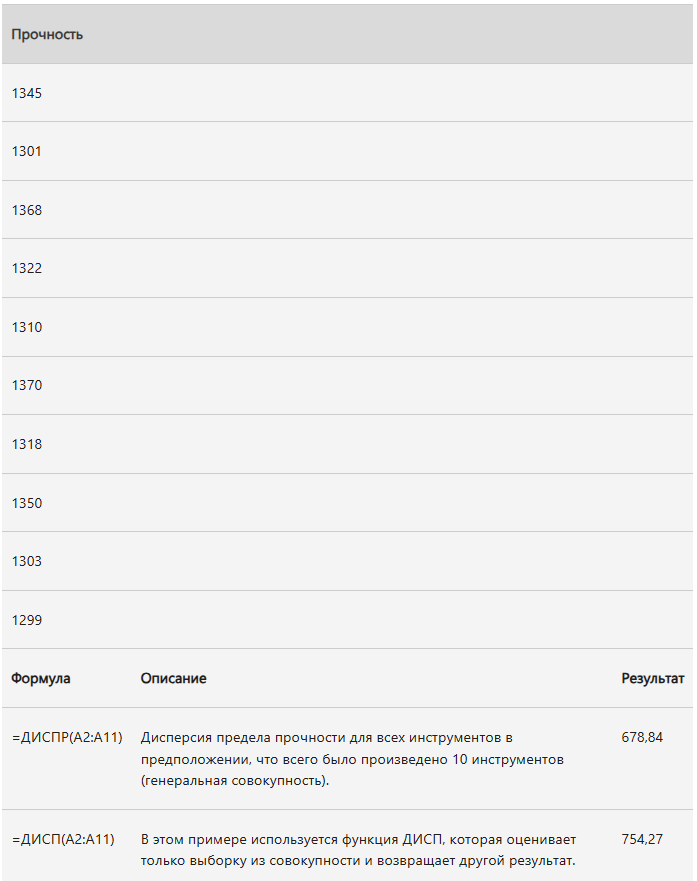 Прочность
1345
1301
1368
1322
1310
1370
1318
1350
1303
1299
Формула Описание Результат
=ДИСПР(A2:A11) Дисперсия предела прочности для всех инструментов в 678,84
предположении, что всего было произведено 10 инструментов
(генеральная совокупность).
=ДИСП(A2:A11) В этом примере используется функция ДИСП, которая оценивает 754,27
только выборку из совокупности и возвращает другой результат.